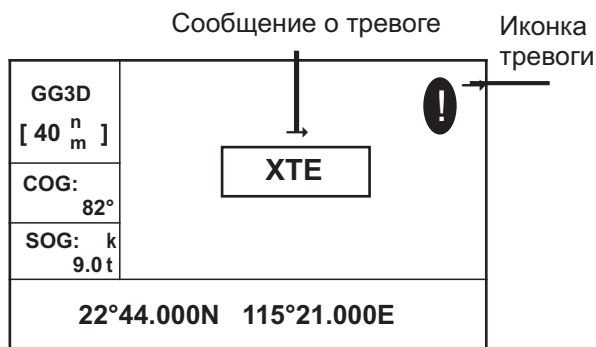 Сообщение о тревоге
Иконка
тревоги
GG3D
[ 40 n m ]
!
XTE
COG:
82°
SOG: k
9.0 t
22°44.000N 115°21.000E